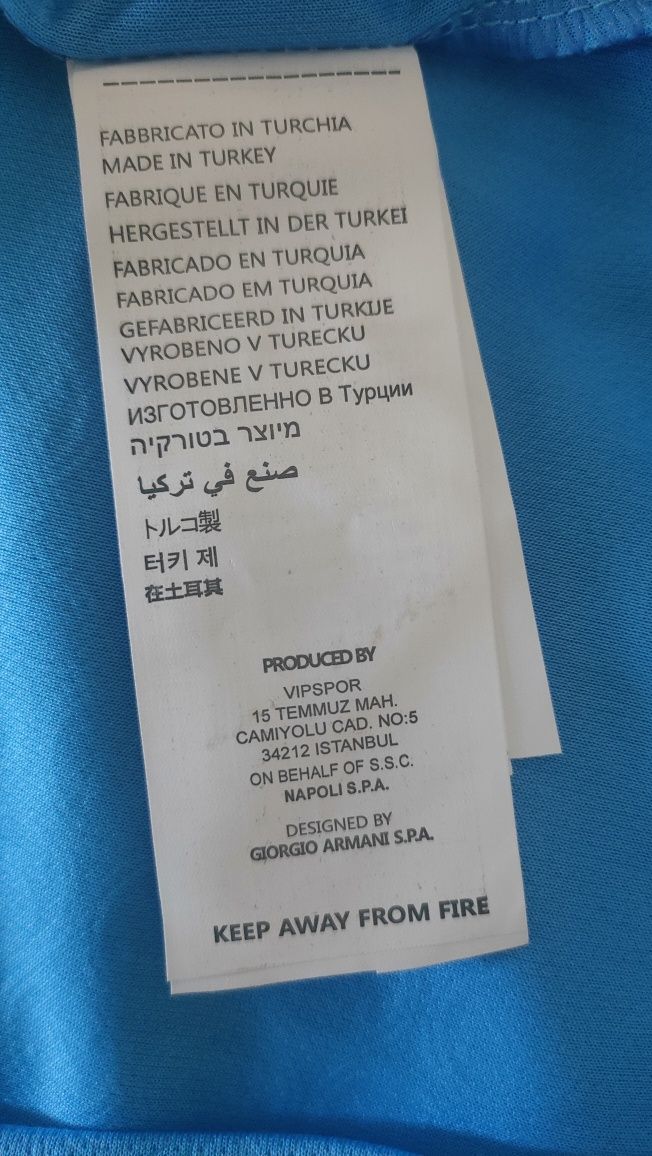 FABBRICATO IN TURCHIA
MADE IN TURKEY
FABRIQUE EN TURQUIE
HERGESTELLT IN DER TURKEI
FABRICADO EN TURQUIA
FABRICADO EM TURQUIA
GEFABRICEERD IN TURKIJE
VYROBENO V TURECKU
VYROBENE V TURECKU
ИЗГОТОВЛЕННО В Турции
מיוצר בטורקיה
صنع في تركيا
トルコ製
터키 제
在土耳其
PRODUCED BY
VIPSPOR
15 TEMMUZ MAH.
CAMIYOLU CAD. NO:5
34212 ISTANBUL
ON BEHALF OF S.S.C.
NAPOLI S.P.A.
DESIGNED BY
GIORGIO ARMANI S.P.A.
KEEP AWAY FROM FIRE